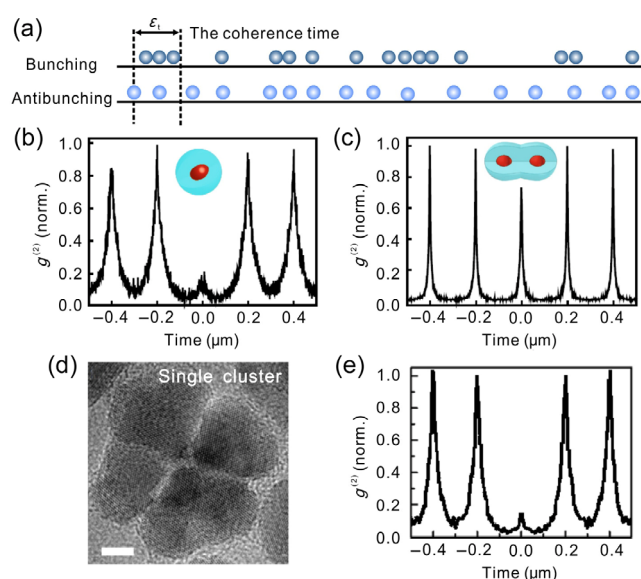 (a)
εt
The coherence time
Bunching
Antibunching
(b)
1.0
0.8
0.6
0.4
0.2
0.0
g(2) (norm.)
−0.4 −0.2 0.0 0.2 0.4
Time (μm)
(c)
1.0
0.8
0.6
0.4
0.2
0.0
g(2) (norm.)
−0.4 −0.2 0.0 0.2 0.4
Time (μm)
(d)
Single cluster
(e)
1.0
0.8
0.6
0.4
0.2
0.0
g(2) (norm.)
−0.4 −0.2 0.0 0.2 0.4
Time (μm)